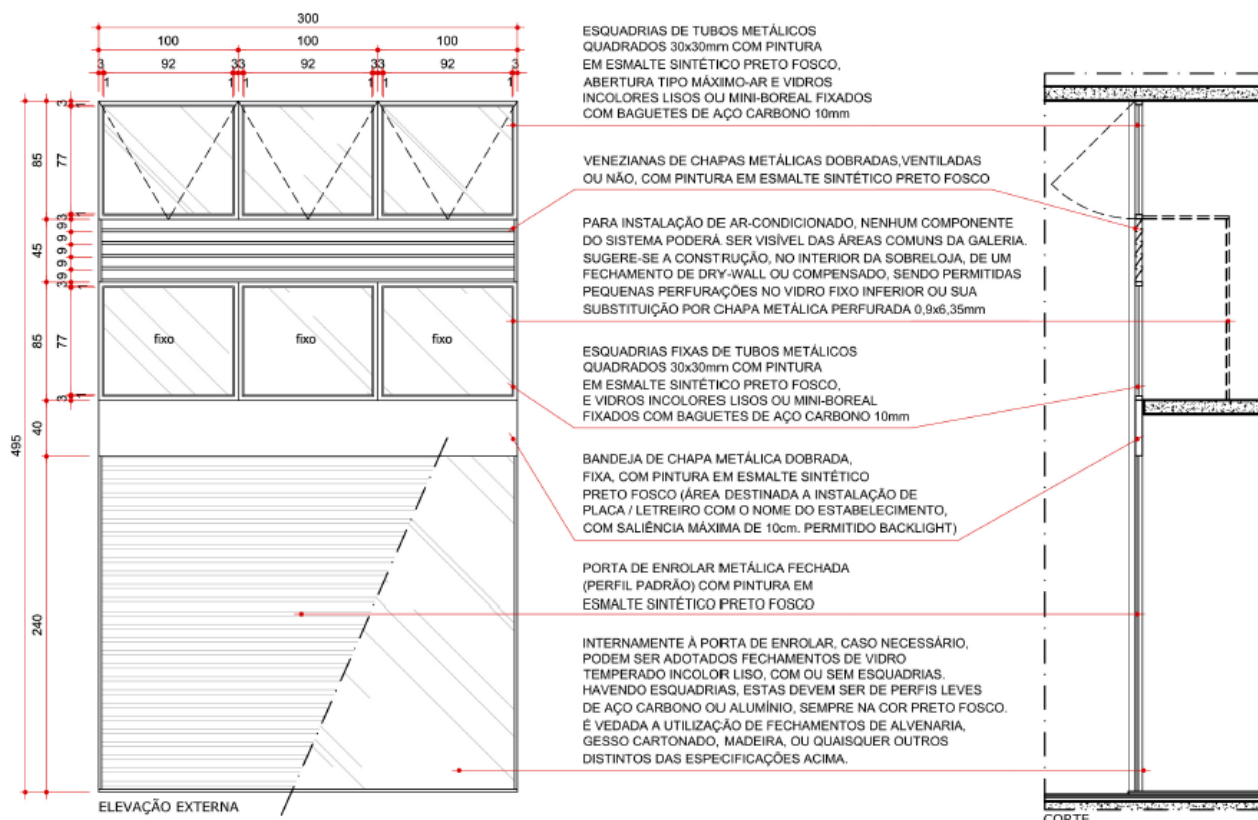 300
100 100 100
3 92 33 92 33 92 3
1 1 1 1 1 1
3 1
85 77
3 1
9
9
45 9
9
39
1
85 77
3 1
40
495
240
fixo fixo fixo
ELEVAÇÃO EXTERNA
ESQUADRIAS DE TUBOS METÁLICOS
QUADRADOS 30x30mm COM PINTURA
EM ESMALTE SINTÉTICO PRETO FOSCO,
ABERTURA TIPO MÁXIMO-AR E VIDROS
INCOLORES LISOS OU MINI-BOREAL FIXADOS
COM BAGUETES DE AÇO CARBONO 10mm
VENEZIANAS DE CHAPAS METÁLICAS DOBRADAS,VENTILADAS
OU NÃO, COM PINTURA EM ESMALTE SINTÉTICO PRETO FOSCO
PARA INSTALAÇÃO DE AR-CONDICIONADO, NENHUM COMPONENTE
DO SISTEMA PODERÁ SER VISÍVEL DAS ÁREAS COMUNS DA GALERIA.
SUGERE-SE A CONSTRUÇÃO, NO INTERIOR DA SOBRELOJA, DE UM
FECHAMENTO DE DRY-WALL OU COMPENSADO, SENDO PERMITIDAS
PEQUENAS PERFURAÇÕES NO VIDRO FIXO INFERIOR OU SUA
SUBSTITUIÇÃO POR CHAPA METÁLICA PERFURADA 0,9x6,35mm
ESQUADRIAS FIXAS DE TUBOS METÁLICOS
QUADRADOS 30x30mm COM PINTURA
EM ESMALTE SINTÉTICO PRETO FOSCO,
E VIDROS INCOLORES LISOS OU MINI-BOREAL
FIXADOS COM BAGUETES DE AÇO CARBONO 10mm
BANDEJA DE CHAPA METÁLICA DOBRADA,
FIXA, COM PINTURA EM ESMALTE SINTÉTICO
PRETO FOSCO (ÁREA DESTINADA A INSTALAÇÃO DE
PLACA / LETREIRO COM O NOME DO ESTABELECIMENTO,
COM SALIÊNCIA MÁXIMA DE 10cm. PERMITIDO BACKLIGHT)
PORTA DE ENROLAR METÁLICA FECHADA
(PERFIL PADRÃO) COM PINTURA EM
ESMALTE SINTÉTICO PRETO FOSCO
INTERNAMENTE À PORTA DE ENROLAR, CASO NECESSÁRIO,
PODEM SER ADOTADOS FECHAMENTOS DE VIDRO
TEMPERADO INCOLOR LISO, COM OU SEM ESQUADRIAS.
HAVENDO ESQUADRIAS, ESTAS DEVEM SER DE PERFIS LEVES
DE AÇO CARBONO OU ALUMÍNIO, SEMPRE NA COR PRETO FOSCO.
É VEDADA A UTILIZAÇÃO DE FECHAMENTOS DE ALVENARIA,
GESSO CARTONADO, MADEIRA, OU QUAISQUER OUTROS
DISTINTOS DAS ESPECIFICAÇÕES ACIMA.
CORTE